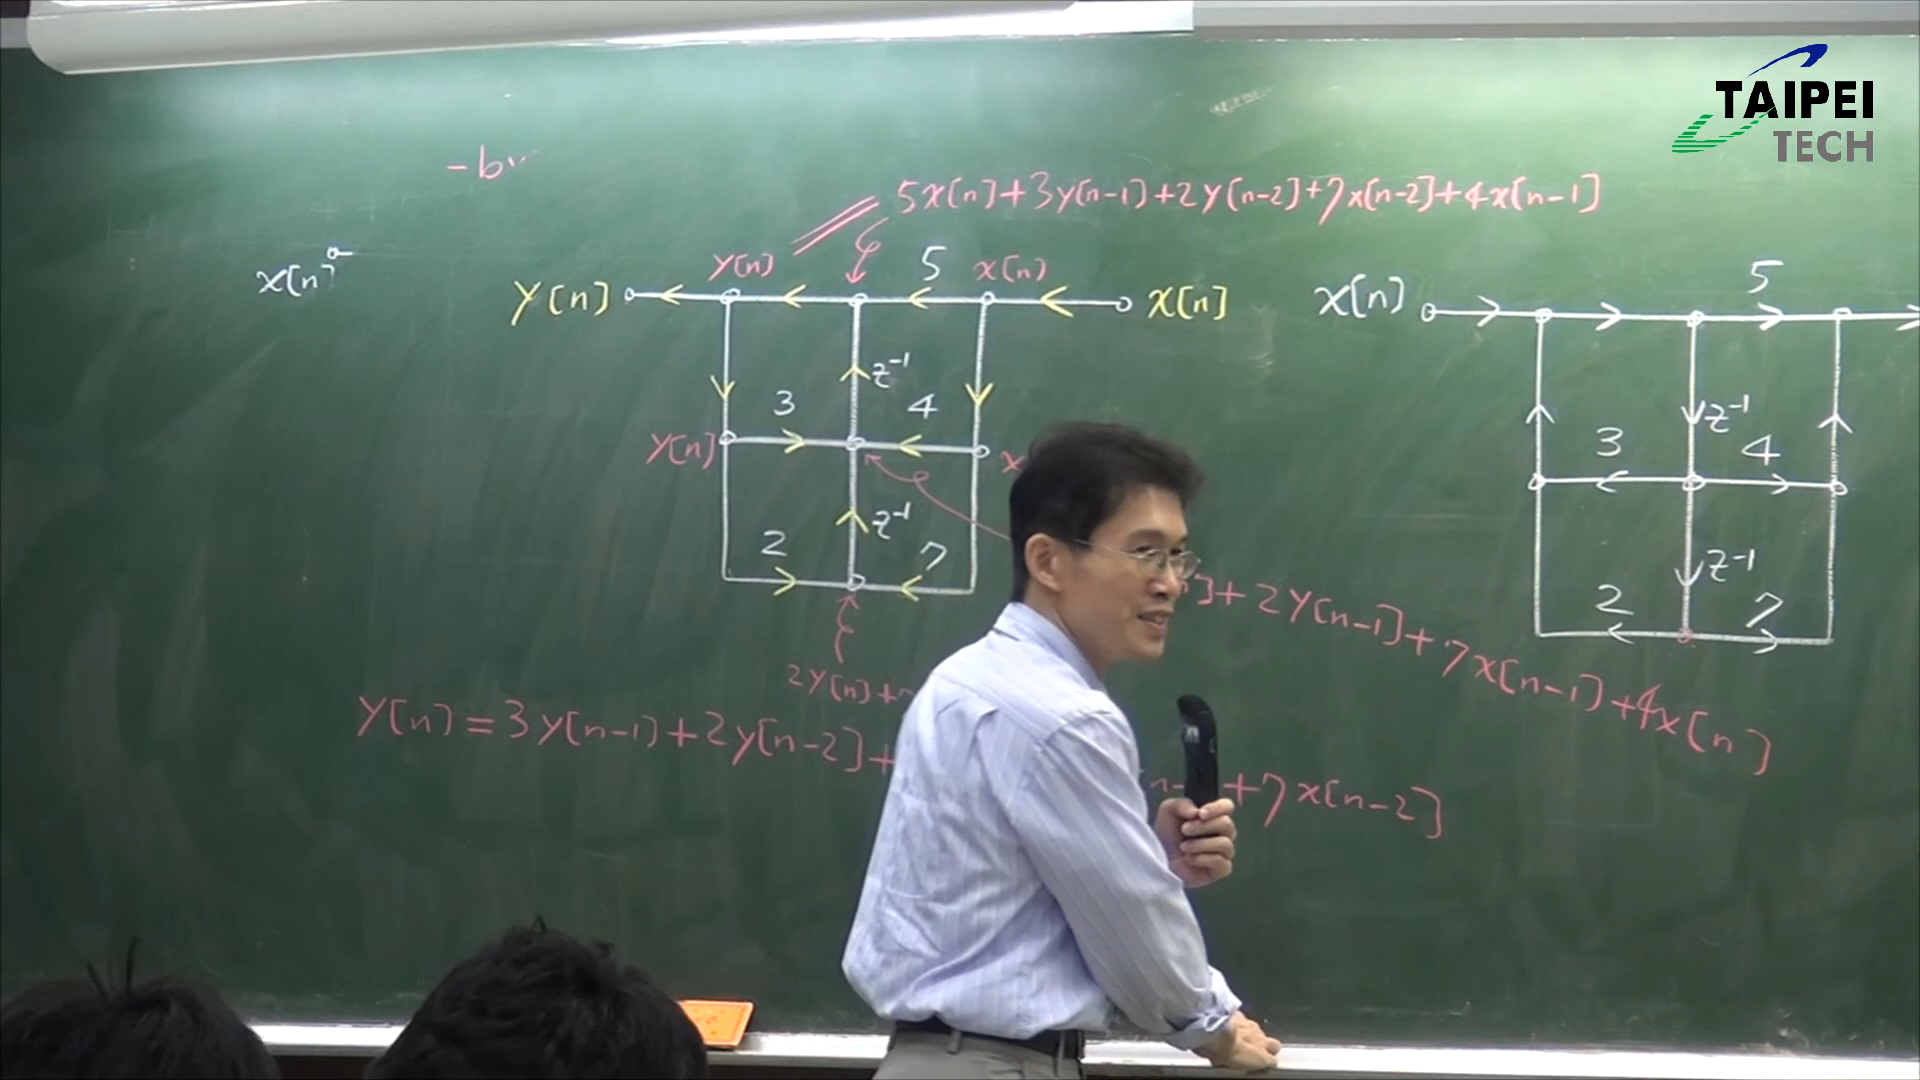 TAIPEI
TECH
-b
5x[n]+3y[n-1]+2y[n-2]+7x[n-2]+4x[n-1]
x[n]
y[n]
5
x[n]
y[n]
x[n]
x[n]
5
z⁻¹
3
4
y[n]
x
z⁻¹
3
4
z⁻¹
2
7
z⁻¹
2
7
]+2y[n-1]+7x[n-1]+4x[n]
2y[n]+
y[n]=3y[n-1]+2y[n-2]+
n-
+7x[n-2]